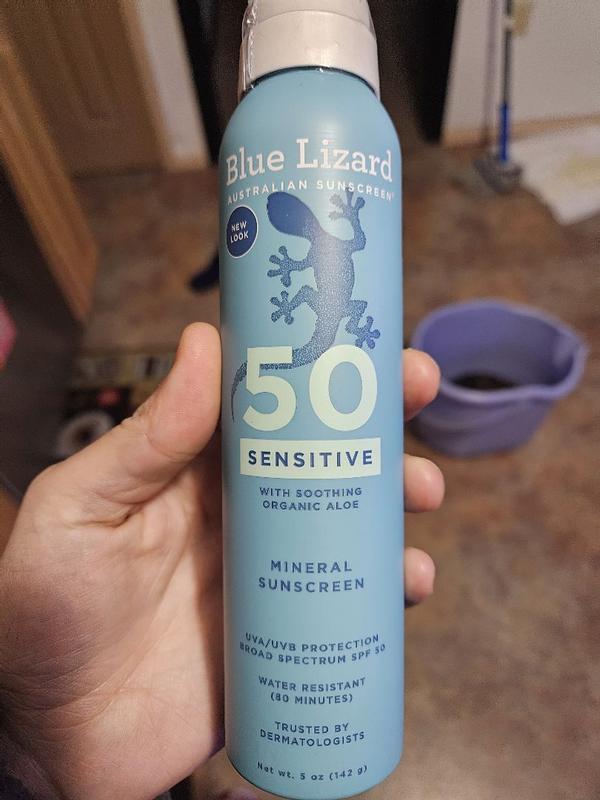 Blue Lizard
AUSTRALIAN SUNSCREEN®
NEW
LOOK
50
SENSITIVE
WITH SOOTHING
ORGANIC ALOE
MINERAL
SUNSCREEN
UVA/UVB PROTECTION
BROAD SPECTRUM SPF 50
WATER RESISTANT
(80 MINUTES)
TRUSTED BY
DERMATOLOGISTS
Net wt. 5 oz (142 g)